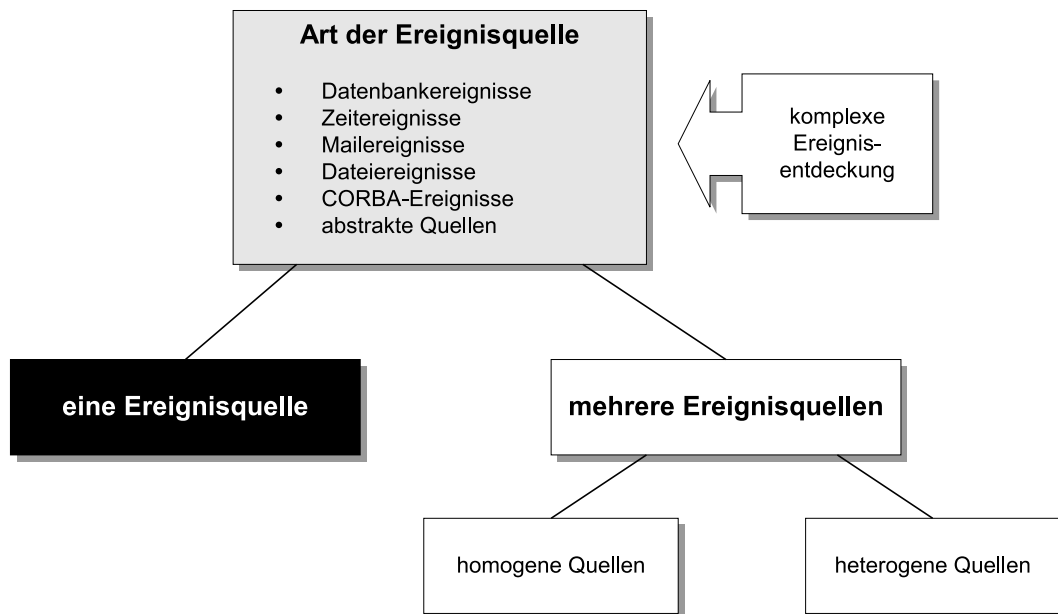 Art der Ereignisquelle
• Datenbankereignisse
• Zeitereignisse
• Mailereignisse
• Dateiereignisse
• CORBA-Ereignisse
• abstrakte Quellen
komplexe
Ereignis-
entdeckung
eine Ereignisquelle
mehrere Ereignisquellen
homogene Quellen
heterogene Quellen